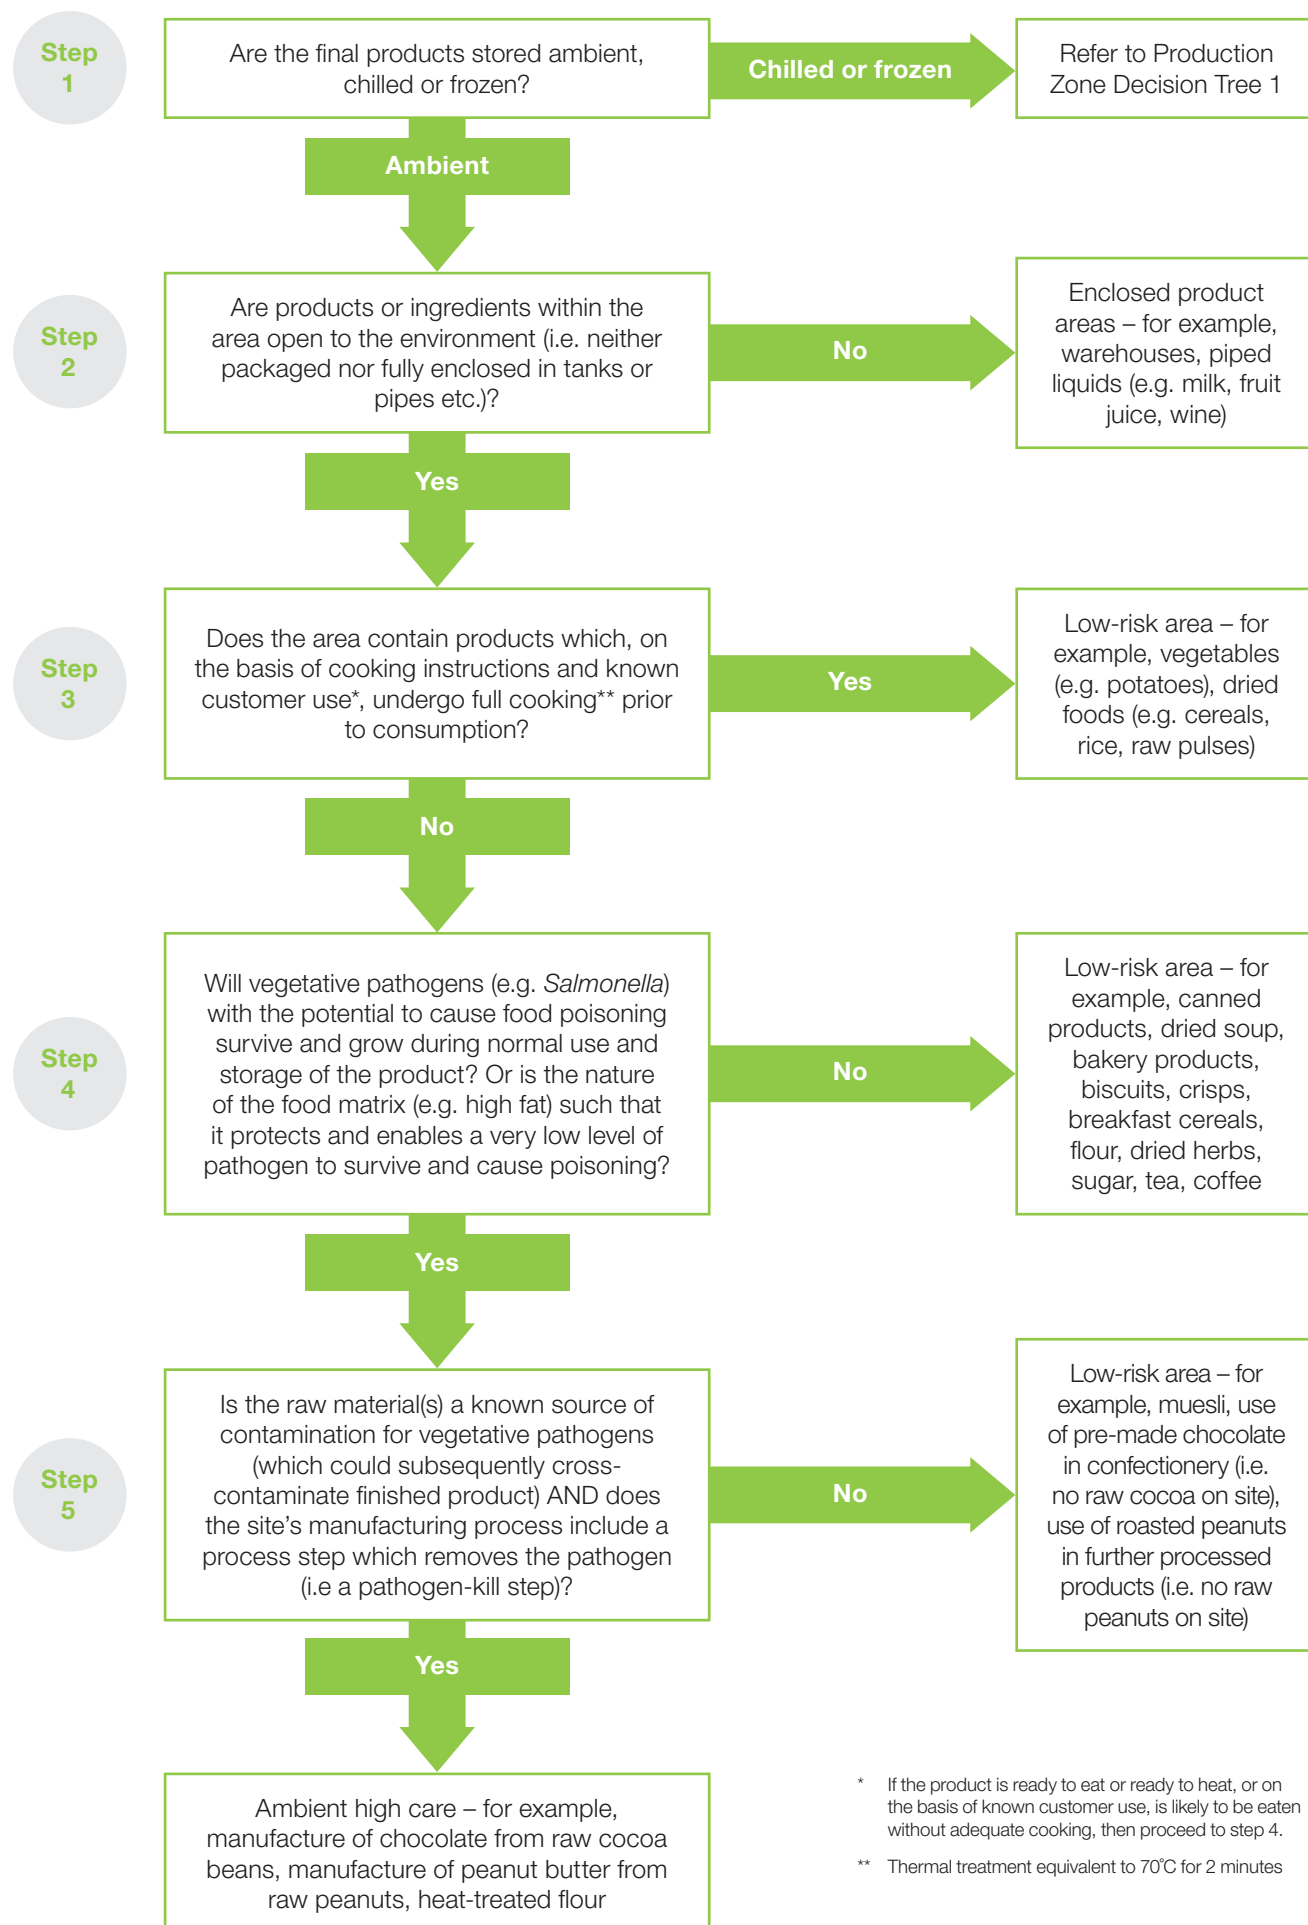 Step
1
Are the final products stored ambient,
chilled or frozen?
Chilled or frozen
Refer to Production
Zone Decision Tree 1
Ambient
Step
2
Are products or ingredients within the
area open to the environment (i.e. neither
packaged nor fully enclosed in tanks or
pipes etc.)?
No
Enclosed product
areas – for example,
warehouses, piped
liquids (e.g. milk, fruit
juice, wine)
Yes
Step
3
Does the area contain products which, on
the basis of cooking instructions and known
customer use*, undergo full cooking** prior
to consumption?
Yes
Low-risk area – for
example, vegetables
(e.g. potatoes), dried
foods (e.g. cereals,
rice, raw pulses)
No
Step
4
Will vegetative pathogens (e.g. Salmonella)
with the potential to cause food poisoning
survive and grow during normal use and
storage of the product? Or is the nature
of the food matrix (e.g. high fat) such that
it protects and enables a very low level of
pathogen to survive and cause poisoning?
No
Low-risk area – for
example, canned
products, dried soup,
bakery products,
biscuits, crisps,
breakfast cereals,
flour, dried herbs,
sugar, tea, coffee
Yes
Step
5
Is the raw material(s) a known source of
contamination for vegetative pathogens
(which could subsequently cross-
contaminate finished product) AND does
the site's manufacturing process include a
process step which removes the pathogen
(i.e a pathogen-kill step)?
No
Low-risk area – for
example, muesli, use
of pre-made chocolate
in confectionery (i.e.
no raw cocoa on site),
use of roasted peanuts
in further processed
products (i.e. no raw
peanuts on site)
Yes
Ambient high care – for example,
manufacture of chocolate from raw cocoa
beans, manufacture of peanut butter from
raw peanuts, heat-treated flour
* If the product is ready to eat or ready to heat, or on
the basis of known customer use, is likely to be eaten
without adequate cooking, then proceed to step 4.
** Thermal treatment equivalent to 70°C for 2 minutes